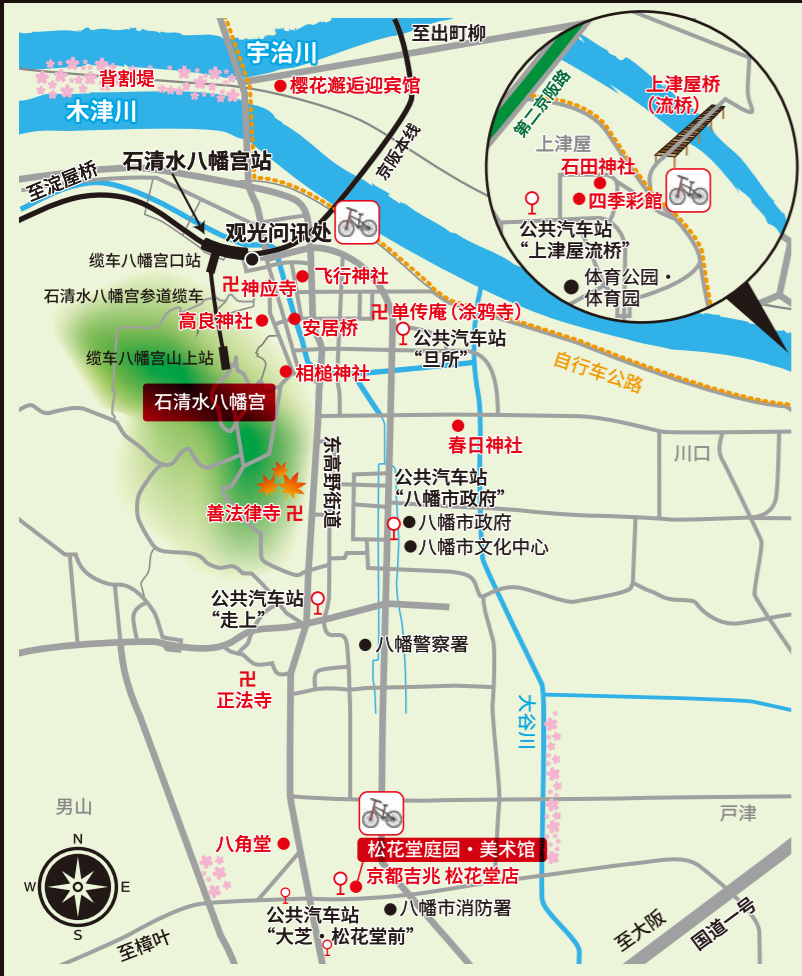 至出町柳
宇治川
背割堤
樱花邂逅迎宾馆
木津川
京阪本线
第二京阪路
上津屋桥
(流桥)
上津屋
石田神社
四季彩館
公共汽车站
“上津屋流桥”
体育公园・
体育园
至淀屋桥
石清水八幡宫站
观光问讯处
缆车八幡宫口站
卍神应寺
飞行神社
石清水八幡宫参道缆车
高良神社
安居桥
卍单传庵(涂鸦寺)
公共汽车站
“旦所”
缆车八幡宫山上站
相槌神社
自行车公路
石清水八幡宫
春日神社
川口
东高野街道
公共汽车站
“八幡市政府”
八幡市政府
八幡市文化中心
善法律寺 卍
公共汽车站
“走上”
八幡警察署
卍
正法寺
大谷川
男山
戸津
八角堂
松花堂庭园・美术馆
京都吉兆 松花堂店
公共汽车站
“大芝・松花堂前”
八幡市消防署
N
W
E
S
至樟叶
至大阪
国道一号